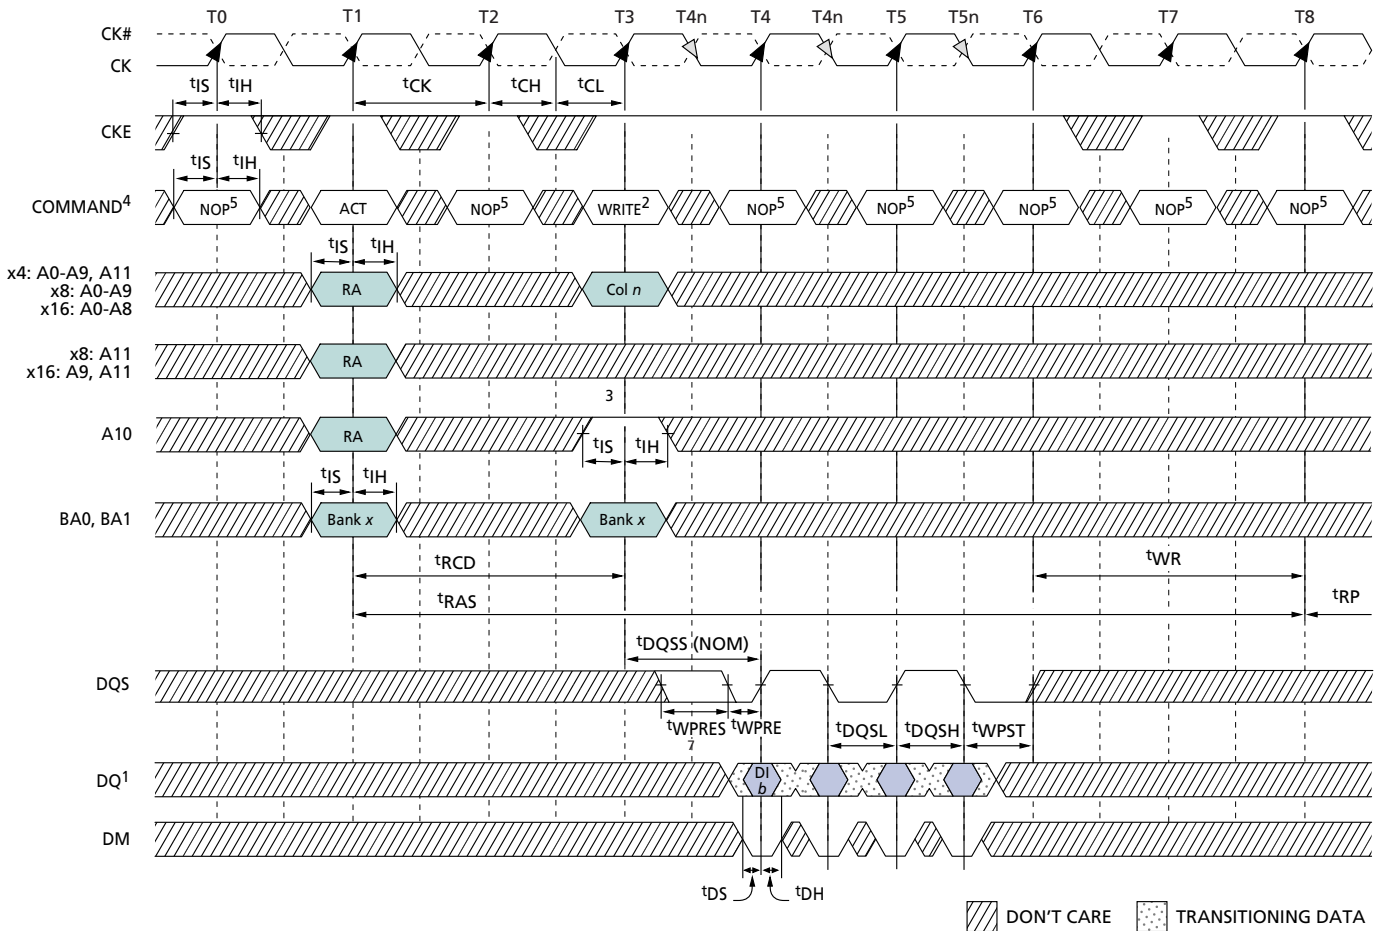 T0 T1 T2 T3 T4n T4 T4n T5 T5n T6 T7 T8
CK#
CK
tIS tIH tCK tCH tCL
CKE
tIS tIH
COMMAND4 NOP5 ACT NOP5 WRITE2 NOP5 NOP5 NOP5 NOP5 NOP5
tIS tIH
x4: A0-A9, A11
x8: A0-A9
x16: A0-A8
RA Col n
x8: A11
x16: A9, A11
RA
3
A10 RA
tIS tIH
tIS tIH
BA0, BA1 Bank x Bank x
tRCD tWR
tRAS tRP
tDQSS (NOM)
DQS
tWPRES tWPRE tDQSL tDQSH tWPST
7
DQ1 DI
b
DM
tDS tDH
DON'T CARE TRANSITIONING DATA